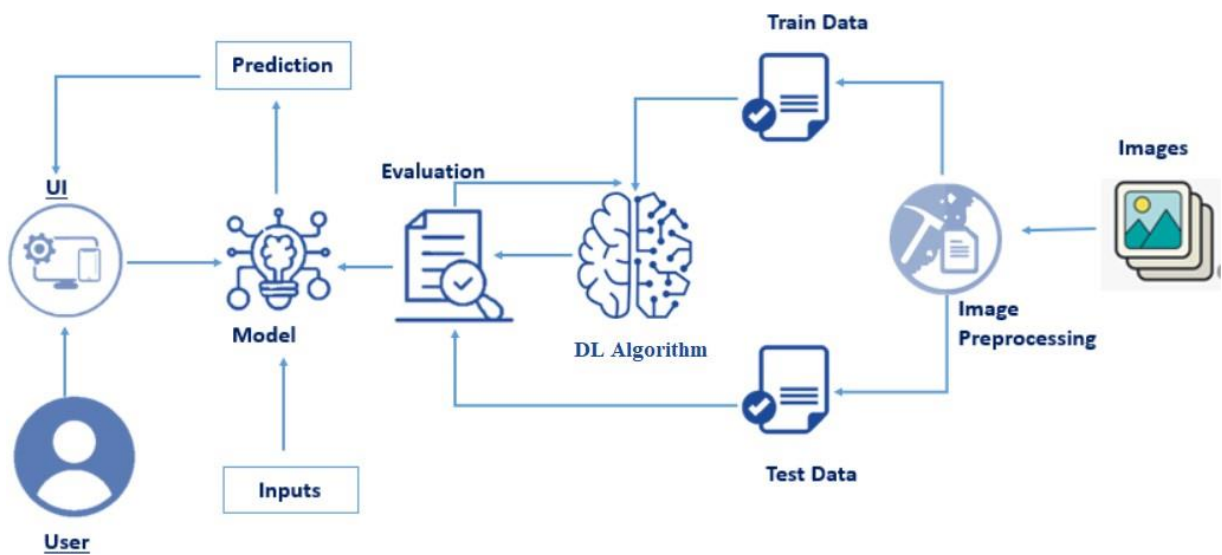 Train Data
Prediction
Images
Evaluation
UI
Image
Preprocessing
Model
DL Algorithm
Test Data
Inputs
User